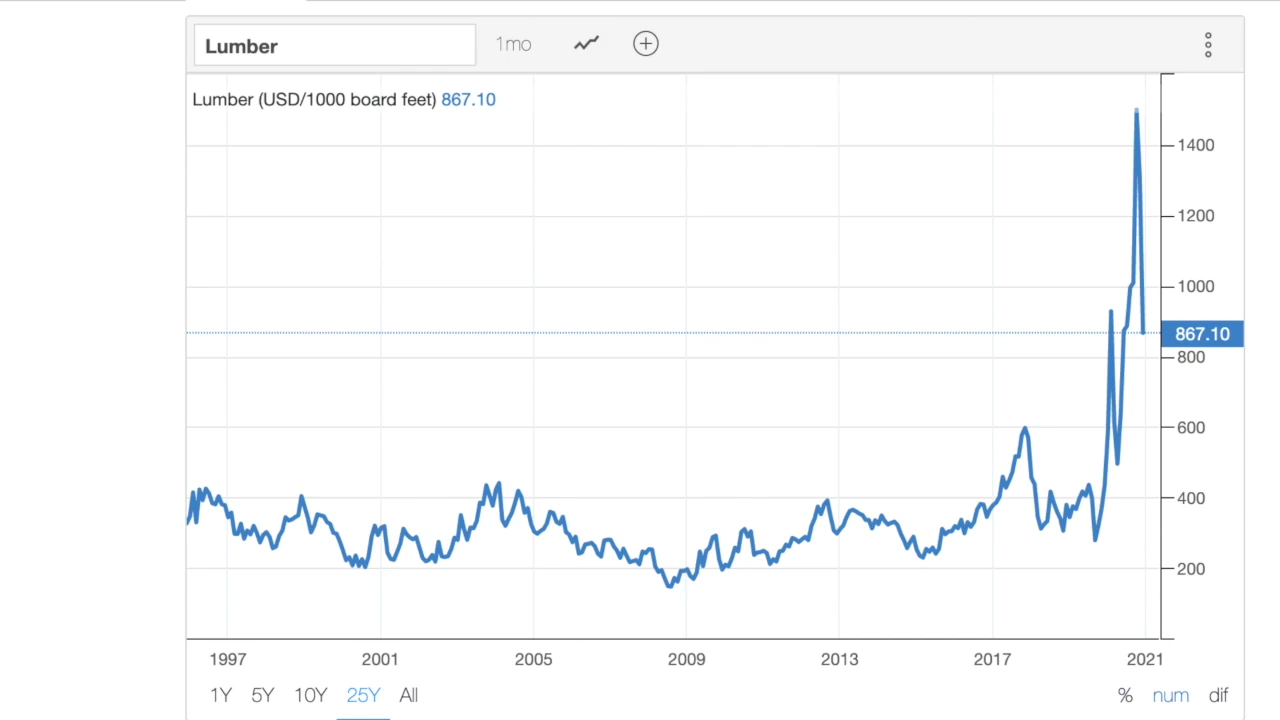 Lumber 1mo
Lumber (USD/1000 board feet) 867.10
1400
1200
1000
867.10
800
600
400
200
1997 2001 2005 2009 2013 2017 2021
1Y 5Y 10Y 25Y All % num dif